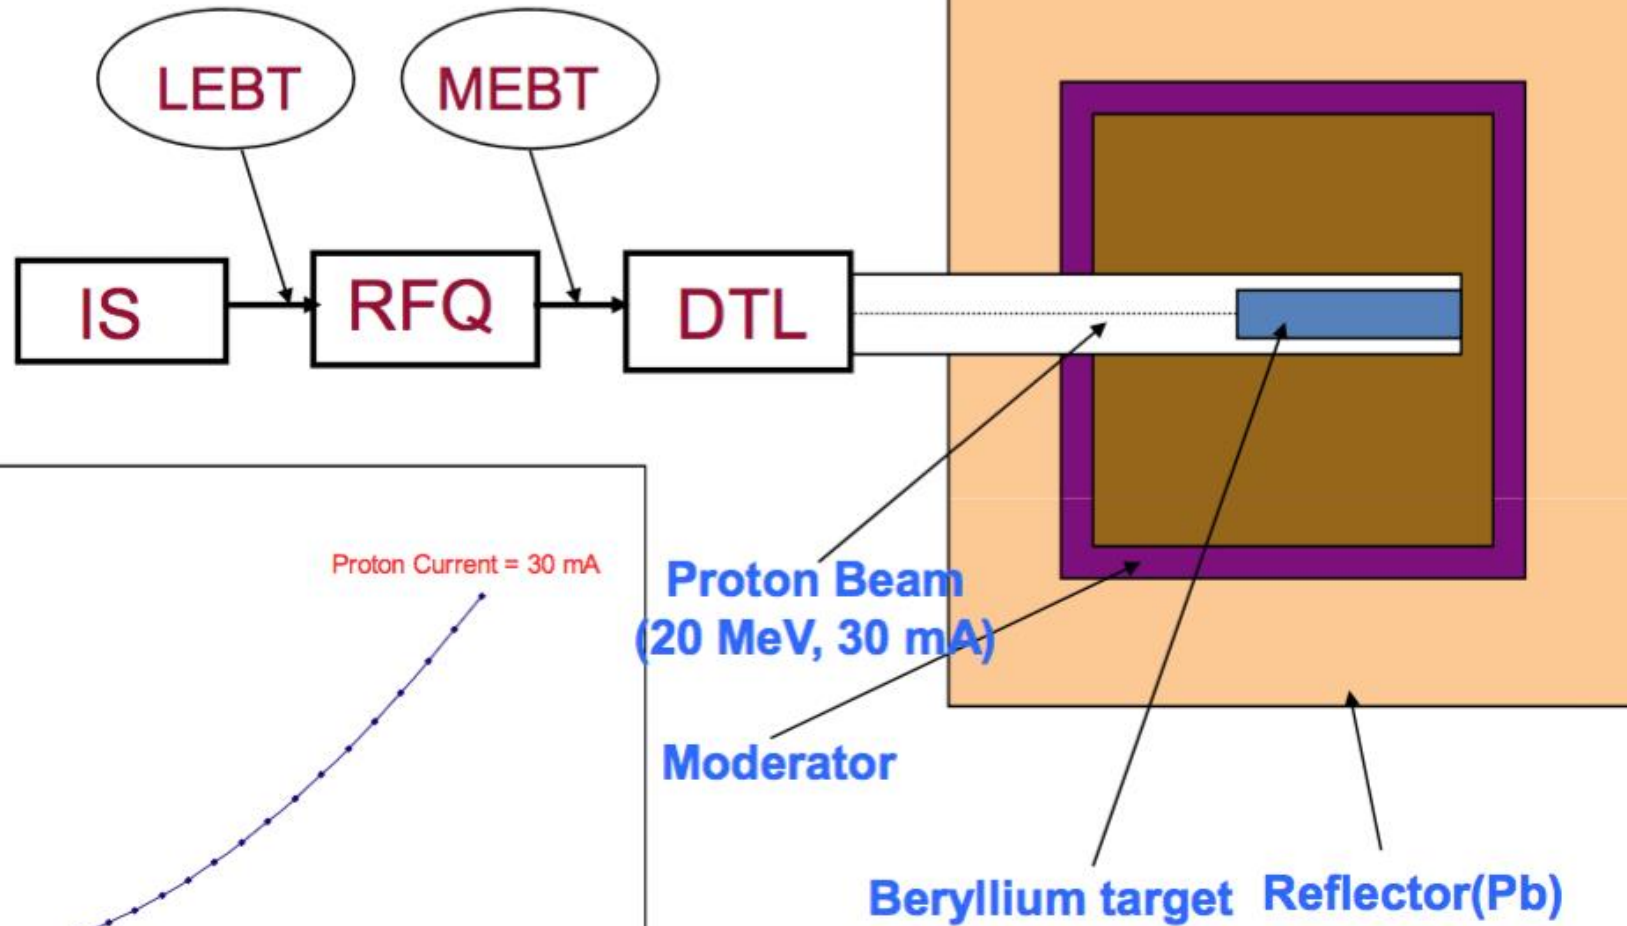 LEBT
MEBT
IS
RFQ
DTL
Proton Current = 30 mA
Proton Beam
(20 MeV, 30 mA)
Moderator
Beryllium target
Reflector(Pb)